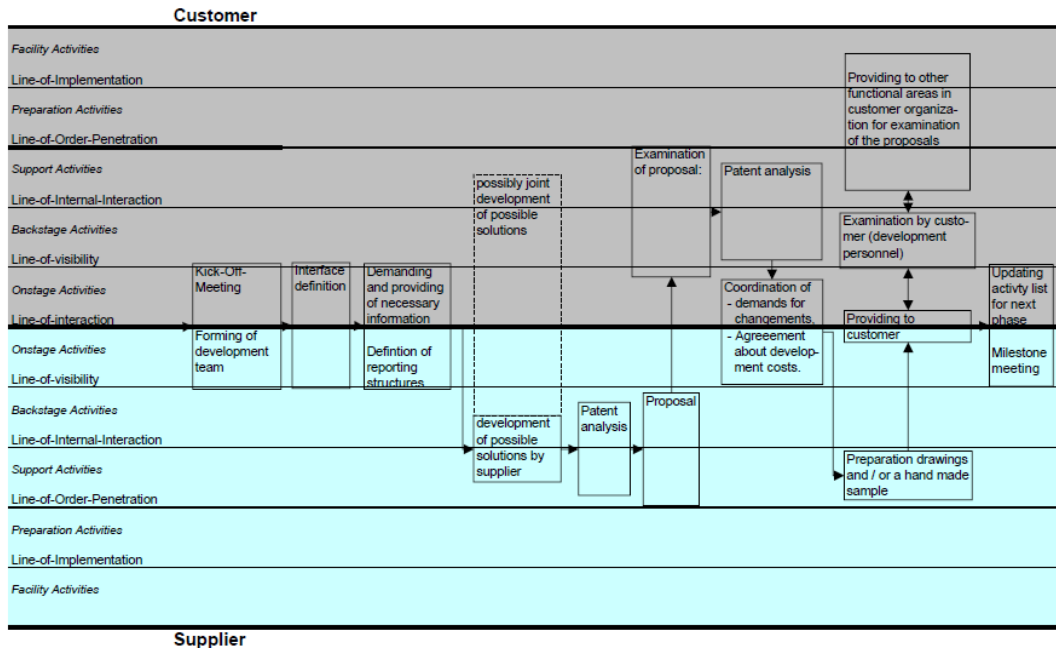 Customer
Facility Activities
Line-of-Implementation
Preparation Activities
Line-of-Order-Penetration
Support Activities
Line-of-Internal-Interaction
Backstage Activities
Line-of-visibility
Onstage Activities
Line-of-interaction
Onstage Activities
Line-of-visibility
Backstage Activities
Line-of-Internal-Interaction
Support Activities
Line-of-Order-Penetration
Preparation Activities
Line-of-Implementation
Facility Activities
Kick-Off-
Meeting
Forming of
development
team
Interface
definition
Demanding
and providing
of necessary
information
Defintion of
reporting
structures
possibly joint
development
of possible
solutions
development
of possible
solutions by
supplier
Patent
analysis
Proposal
Examination
of proposal:
Patent analysis
Coordination of
- demands for
changements,
- Agreeement
about develop-
ment costs.
Providing to other
functional areas in
customer organiza-
tion for examination
of the proposals
Examination by custo-
mer (development
personnel)
Providing to
customer
Preparation drawings
and / or a hand made
sample
Updating
activty list
for next
phase
Milestone
meeting
Supplier